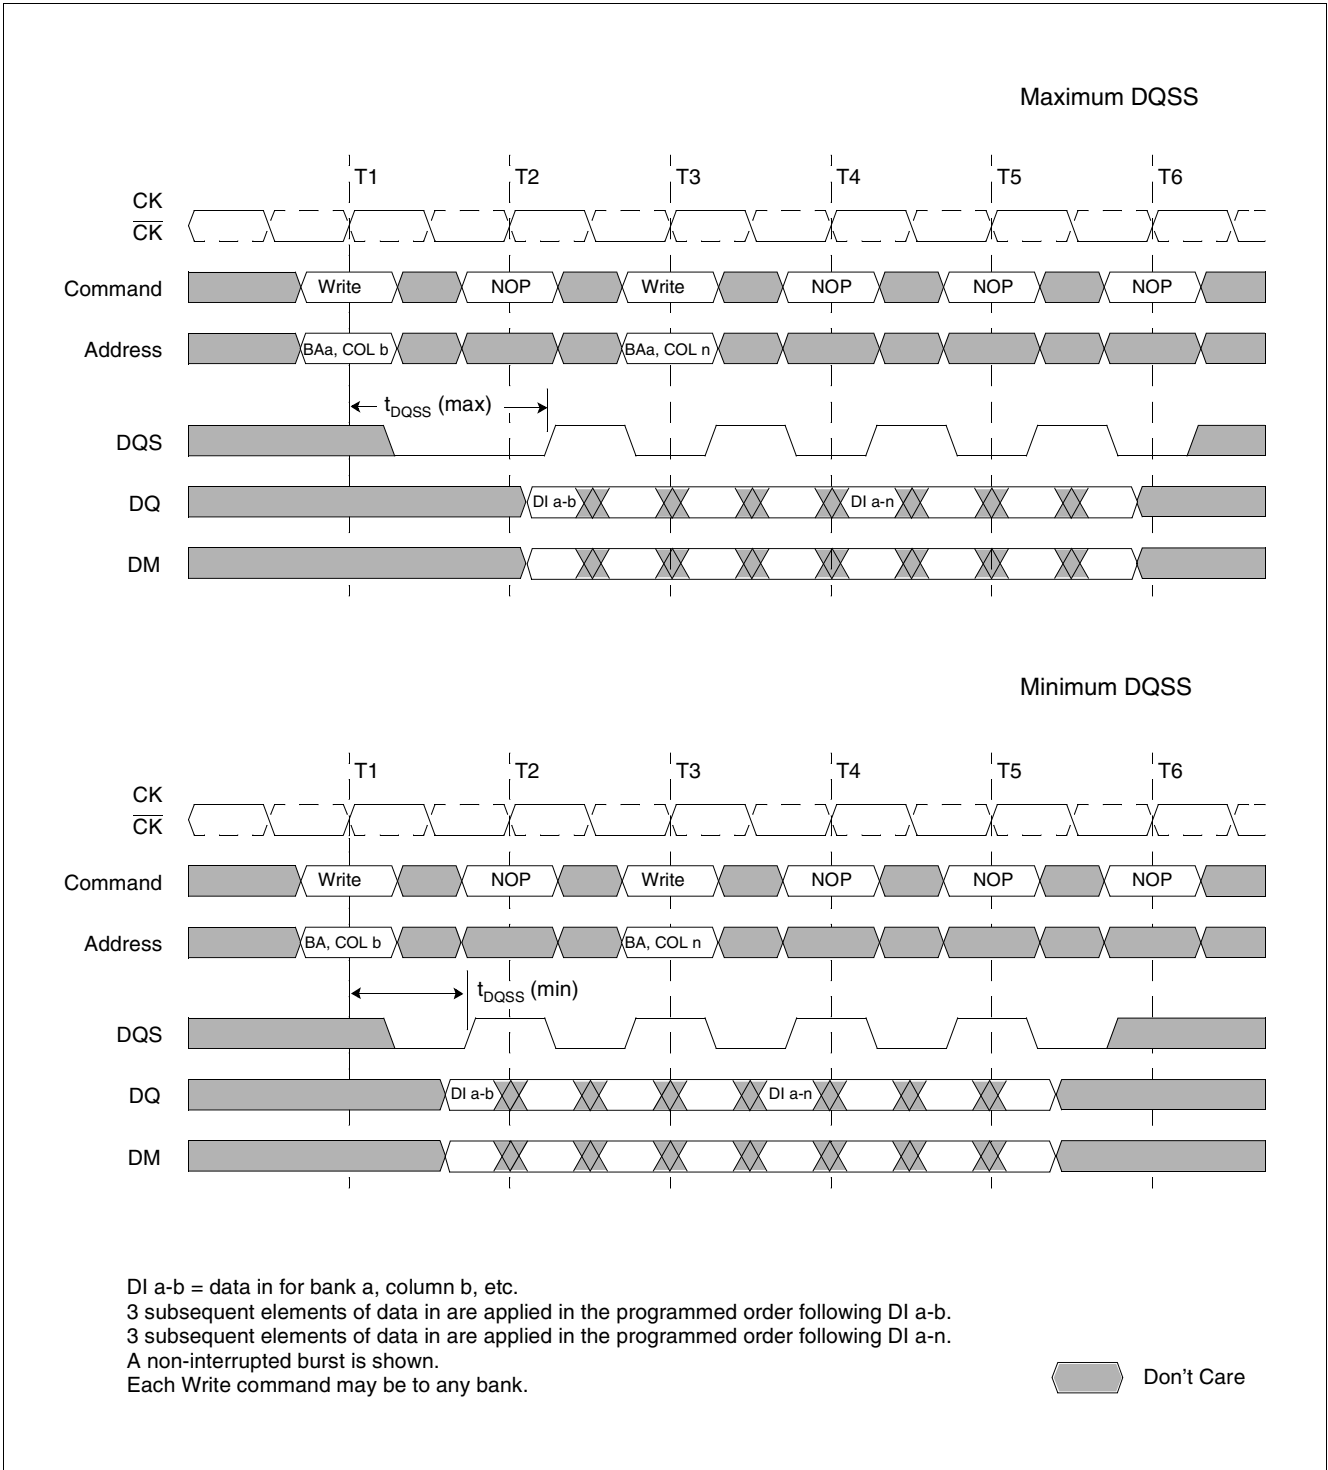 Maximum DQSS
T1 T2 T3 T4 T5 T6
CK
CK
Command Write NOP Write NOP NOP NOP
Address BAa, COL b BAa, COL n
tDQSS (max)
DQS
DQ DI a-b DI a-n
DM
Minimum DQSS
T1 T2 T3 T4 T5 T6
CK
CK
Command Write NOP Write NOP NOP NOP
Address BA, COL b BA, COL n
tDQSS (min)
DQS
DQ DI a-b DI a-n
DM
DI a-b = data in for bank a, column b, etc.
3 subsequent elements of data in are applied in the programmed order following DI a-b.
3 subsequent elements of data in are applied in the programmed order following DI a-n.
A non-interrupted burst is shown.
Each Write command may be to any bank.
Don't Care